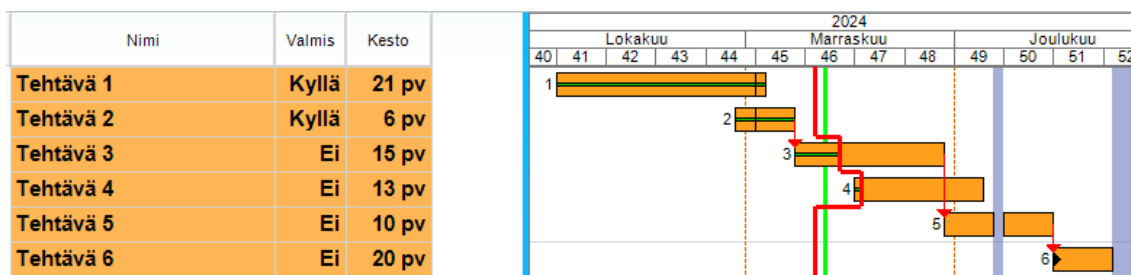 2024
Nimi Valmis Kesto Lokakuu Marraskuu Joulukuu
40 41 42 43 44 45 46 47 48 49 50 51 52
Tehtävä 1 Kyllä 21 pv 1
Tehtävä 2 Kyllä 6 pv 2
Tehtävä 3 Ei 15 pv 3
Tehtävä 4 Ei 13 pv 4
Tehtävä 5 Ei 10 pv 5
Tehtävä 6 Ei 20 pv 6